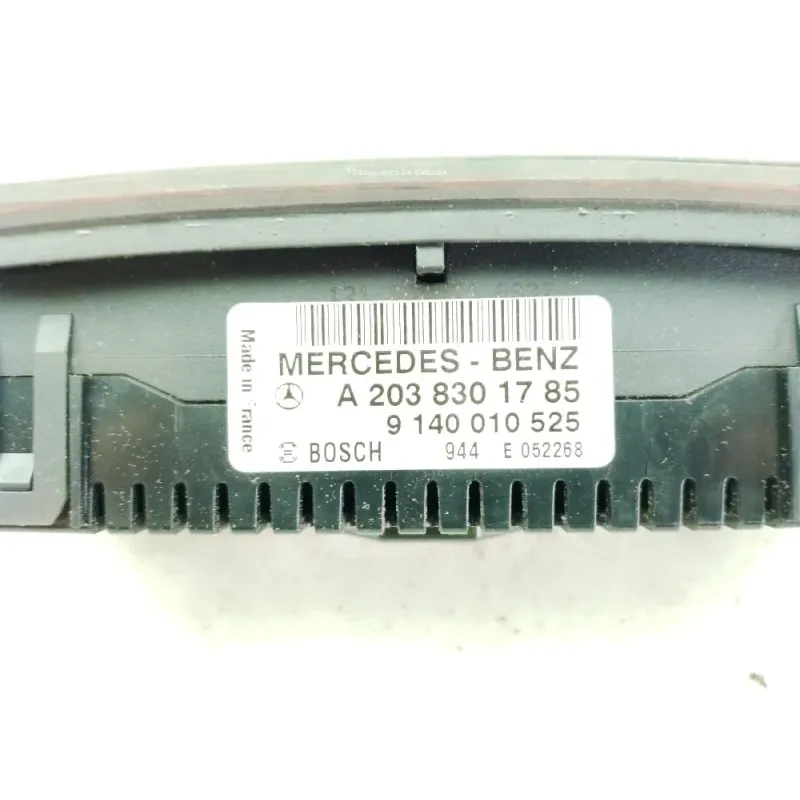 MERCEDES - BENZ
A 203 830 17 85
9 140 010 525
BOSCH 944 E 052268
Made in France